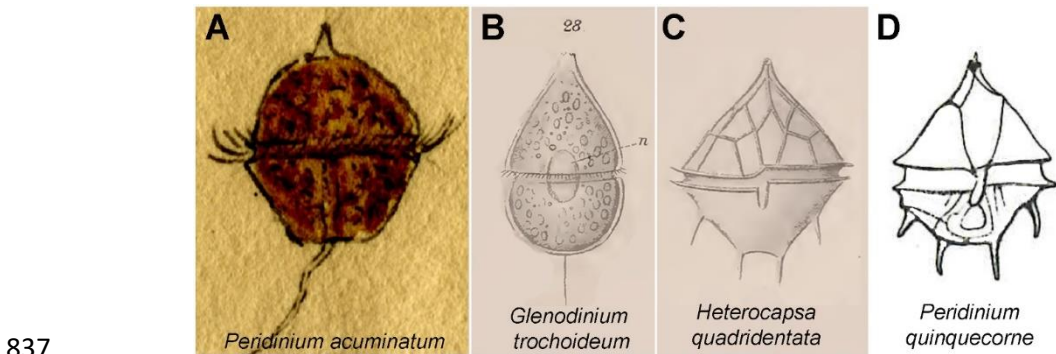 A
Peridinium acuminatum
B
28
n
Glenodinium
trochoideum
C
Heterocapsa
quadridentata
D
Peridinium
quinquecorne
837